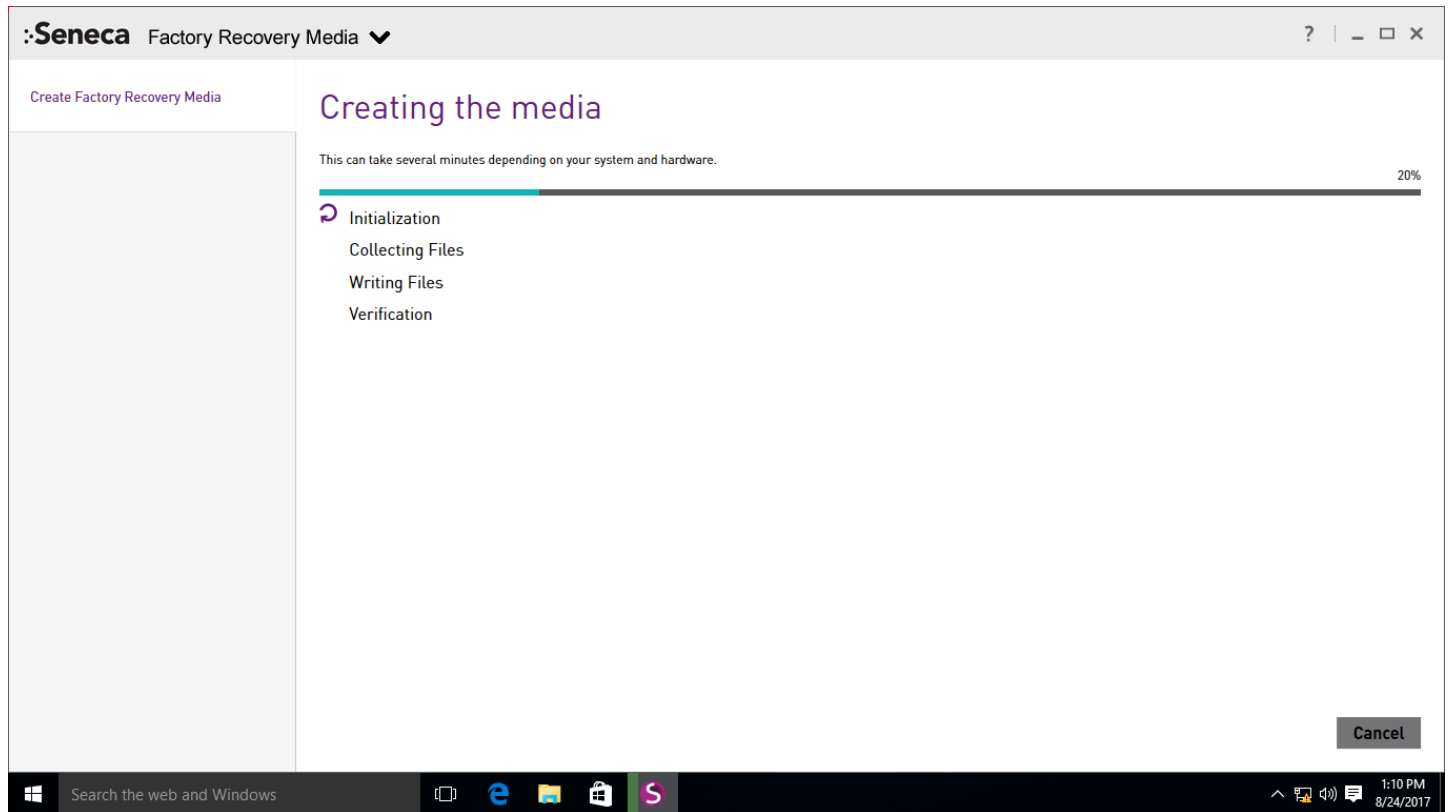 :·Seneca Factory Recovery Media
?
Create Factory Recovery Media
Creating the media
This can take several minutes depending on your system and hardware.
20%
Initialization
Collecting Files
Writing Files
Verification
Cancel
Search the web and Windows
e
S
1:10 PM
8/24/2017